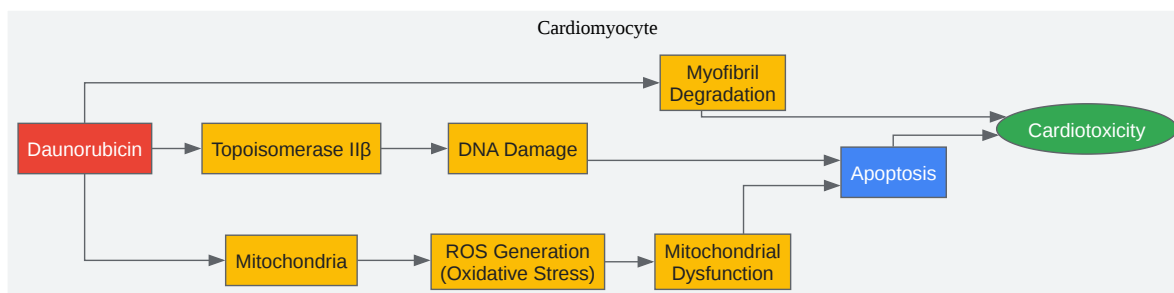 Cardiomyocyte
Myofibril
Degradation
Daunorubicin
Topoisomerase IIβ
DNA Damage
Cardiotoxicity
Apoptosis
Mitochondria
ROS Generation
(Oxidative Stress)
Mitochondrial
Dysfunction